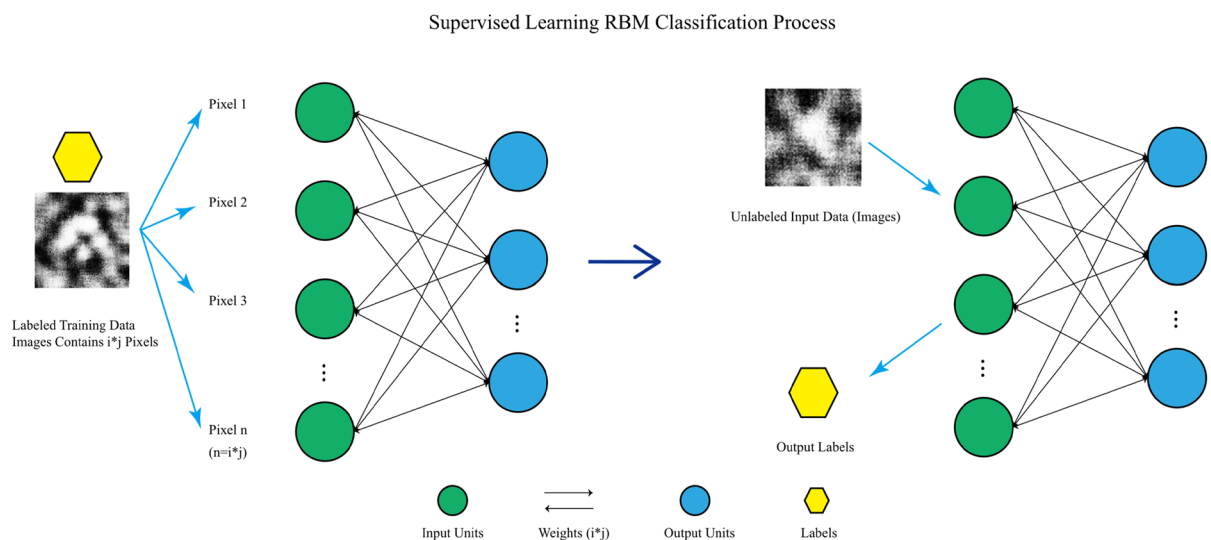 Supervised Learning RBM Classification Process
Pixel 1
Pixel 2
Pixel 3
Pixel n
(n=i*j)
Labeled Training Data
Images Contains i*j Pixels
Unlabeled Input Data (Images)
Output Labels
Input Units
Weights (i*j)
Output Units
Labels